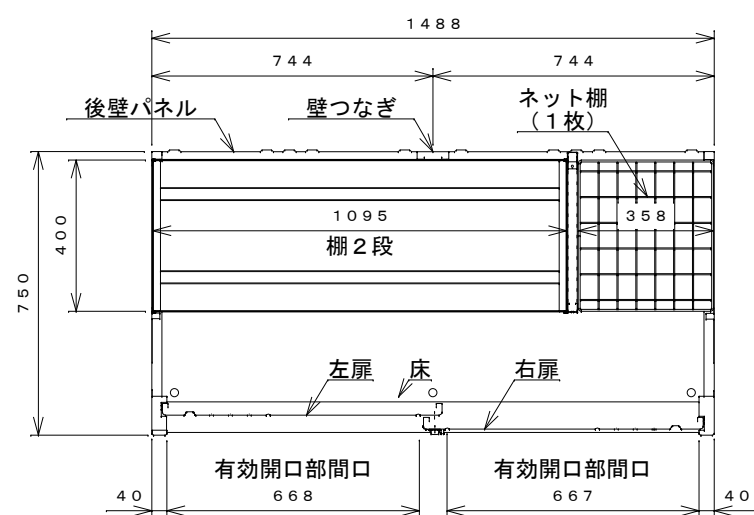 1488
744
744
後壁パネル
壁つなぎ
ネット棚
(1枚)
1095
358
棚2段
400
750
左扉
床
右扉
有効開口部間口
有効開口部間口
40
668
667
40